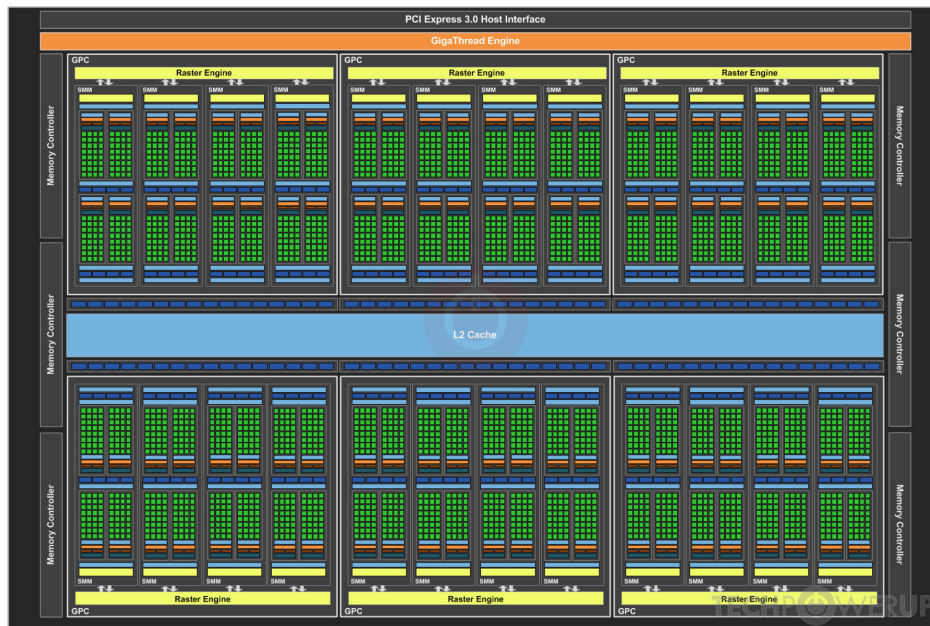 PCI Express 3.0 Host Interface
GigaThread Engine
GPC GPC GPC
Raster Engine Raster Engine Raster Engine
SMM SMM SMM SMM SMM SMM SMM SMM SMM SMM SMM SMM
Memory Controller Memory Controller
Memory Controller Memory Controller
L2 Cache
Memory Controller Memory Controller
SMM SMM SMM SMM SMM SMM SMM SMM SMM SMM SMM SMM
Raster Engine Raster Engine Raster Engine
GPC GPC GPC
TECHPOWERUP